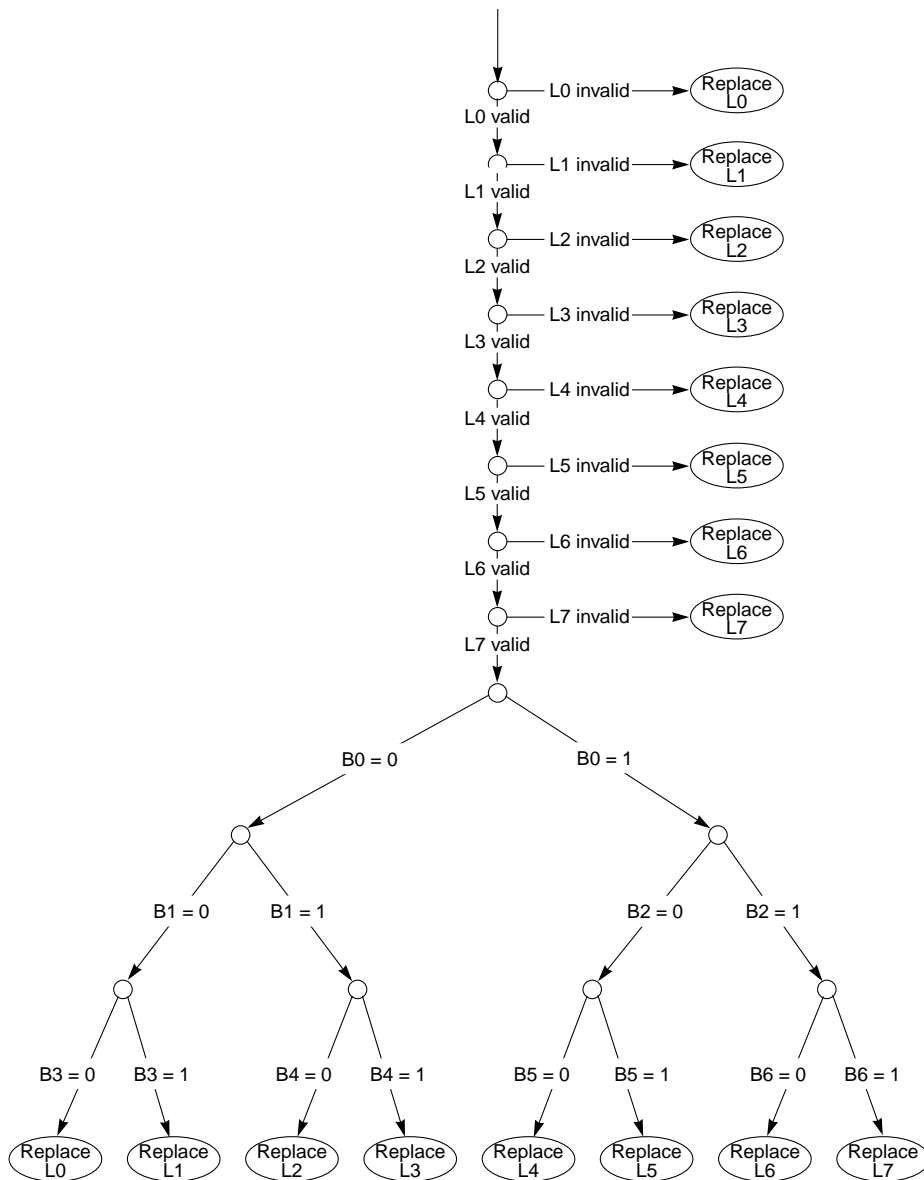 L0 invalid
Replace
L0
L0 valid
L1 invalid
Replace
L1
L1 valid
L2 invalid
Replace
L2
L2 valid
L3 invalid
Replace
L3
L3 valid
L4 invalid
Replace
L4
L4 valid
L5 invalid
Replace
L5
L5 valid
L6 invalid
Replace
L6
L6 valid
L7 invalid
Replace
L7
L7 valid
B0 = 0
B0 = 1
B1 = 0
B1 = 1
B2 = 0
B2 = 1
B3 = 0
B3 = 1
B4 = 0
B4 = 1
B5 = 0
B5 = 1
B6 = 0
B6 = 1
Replace
L0
Replace
L1
Replace
L2
Replace
L3
Replace
L4
Replace
L5
Replace
L6
Replace
L7